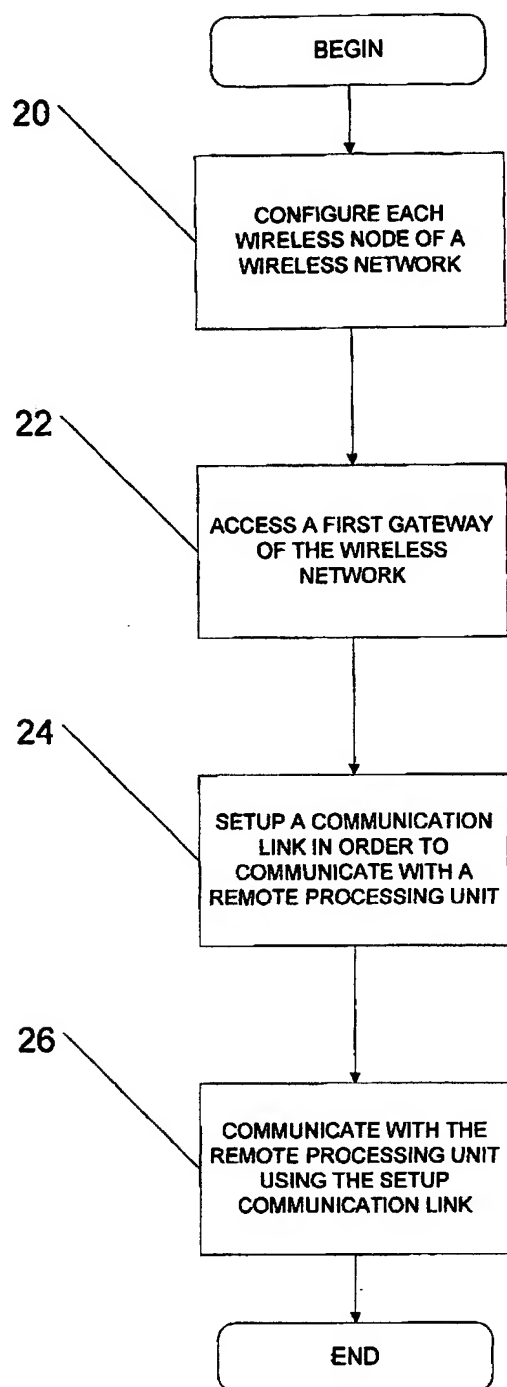 BEGIN
20
CONFIGURE EACH
WIRELESS NODE OF A
WIRELESS NETWORK
22
ACCESS A FIRST GATEWAY
OF THE WIRELESS
NETWORK
24
SETUP A COMMUNICATION
LINK IN ORDER TO
COMMUNICATE WITH A
REMOTE PROCESSING UNIT
26
COMMUNICATE WITH THE
REMOTE PROCESSING UNIT
USING THE SETUP
COMMUNICATION LINK
END